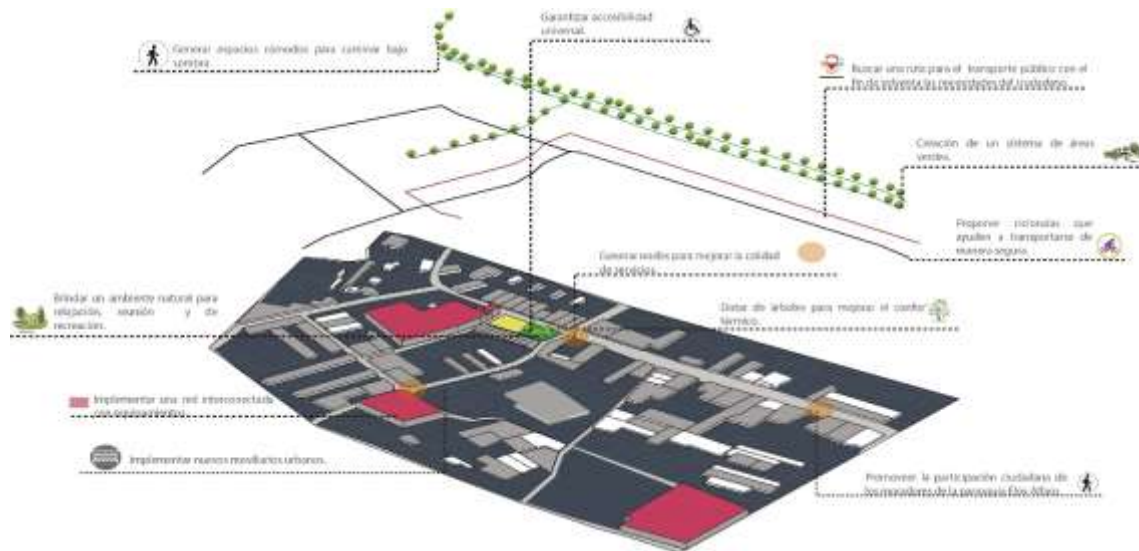 Garantizar accesibilidad
universal.
Generar espacios cómodos para caminar bajo
sombra.
Buscar una ruta para el transporte público con el
fin de solventa las necesidades del ciudadano.
Creación de un sistema de áreas
verdes.
Proponer ciclovías que
ayuden a transportarse de
manera segura.
Generar nodos para mejorar la calidad
de servicios.
Brindar un ambiente natural para
relajación, reunión y de
recreación.
Dotar de árboles para mejorar el confort
térmico.
Implementar una red interconectada
con equipamientos.
Implementar nuevos moviliarios urbanos.
Promover la participación ciudadana de
los moradores de la parroquia Eloy Alfaro.